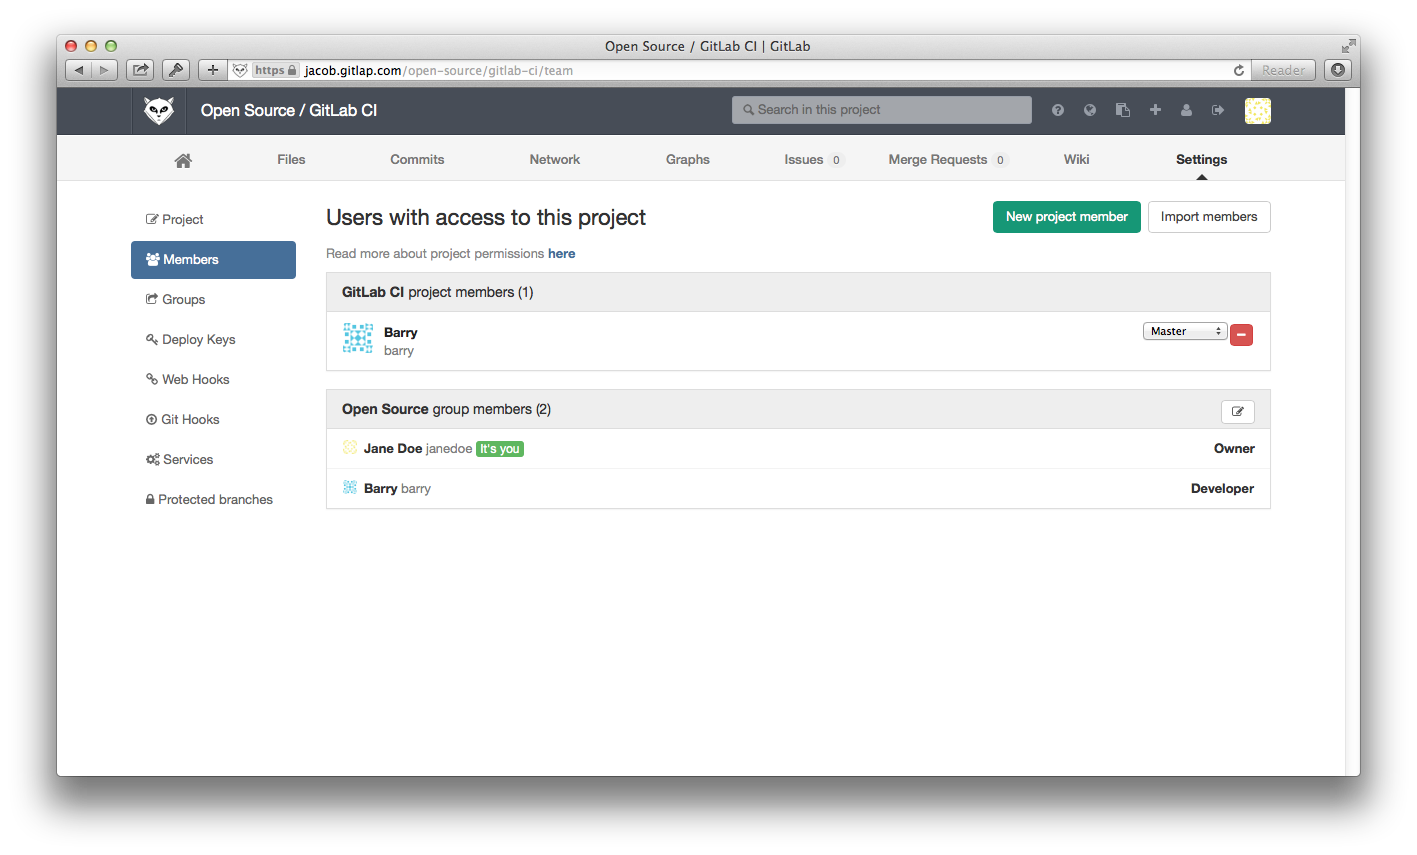 Open Source / GitLab CI | GitLab
https jacob.gitlap.com/open-source/gitlab-ci/team Reader
Open Source / GitLab CI Search in this project
Files Commits Network Graphs Issues 0 Merge Requests 0 Wiki Settings
Project
Members
Groups
Deploy Keys
Web Hooks
Git Hooks
Services
Protected branches
Users with access to this project New project member Import members
Read more about project permissions here
GitLab CI project members (1)
Barry Master
barry
Open Source group members (2)
Jane Doe janedoe It's you Owner
Barry barry Developer